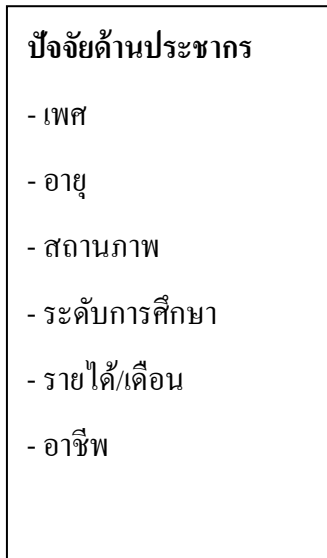 ปัจจัยด้านประชากร
- เพศ
- อายุ
- สถานภาพ
- ระดับการศึกษา
- รายได้/เดือน
- อาชีพ